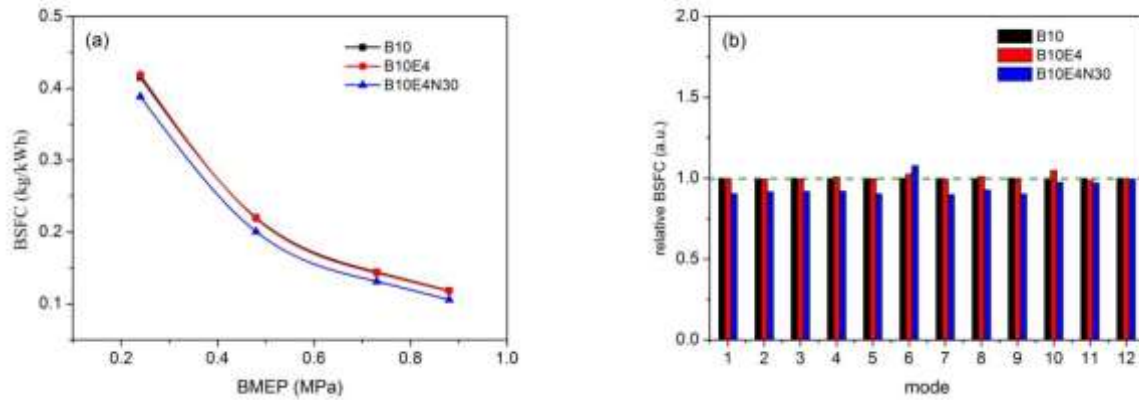 (a)
B10
B10E4
B10E4N30
0.5
0.4
0.3
0.2
0.1
BSFC (kg/kWh)
0.2 0.4 0.6 0.8 1.0
BMEP (MPa)
(b)
B10
B10E4
B10E4N30
2.0
1.5
1.0
0.5
0.0
relative BSFC (a.u.)
1 2 3 4 5 6 7 8 9 10 11 12
mode